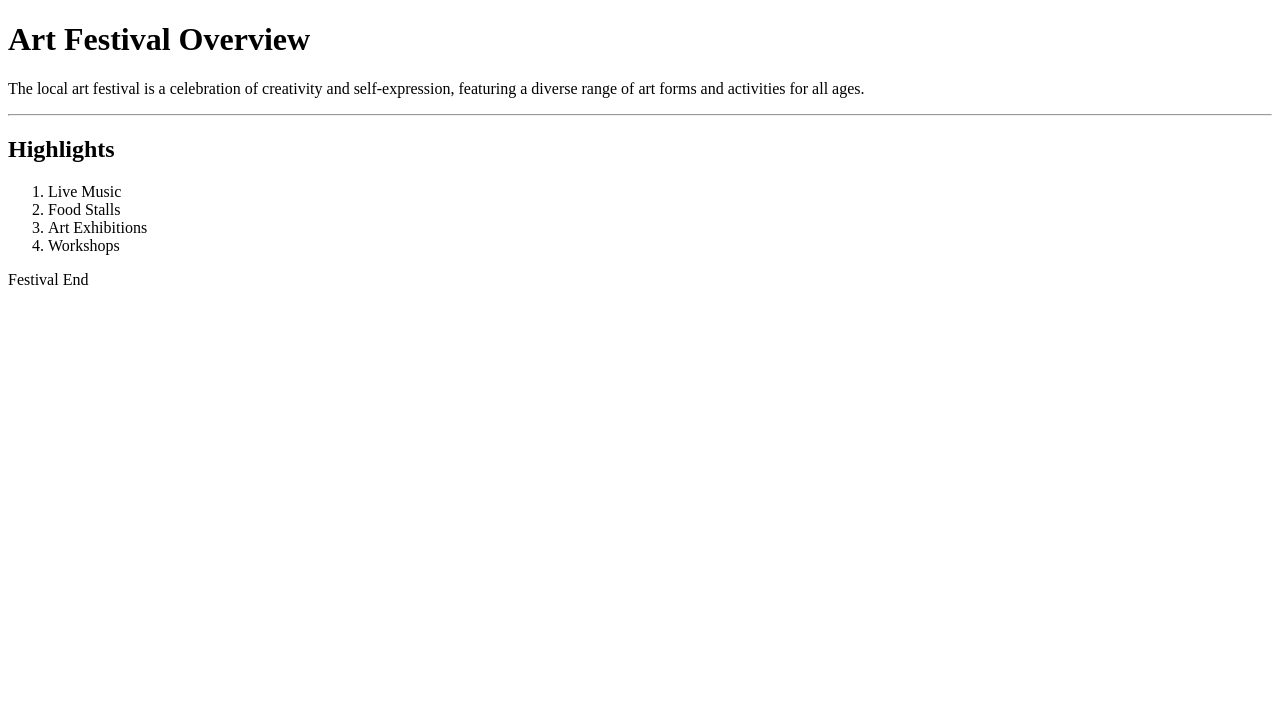 Art Festival Overview
The local art festival is a celebration of creativity and self-expression, featuring a diverse range of art forms and activities for all ages.
Highlights
1. Live Music
2. Food Stalls
3. Art Exhibitions
4. Workshops
Festival End